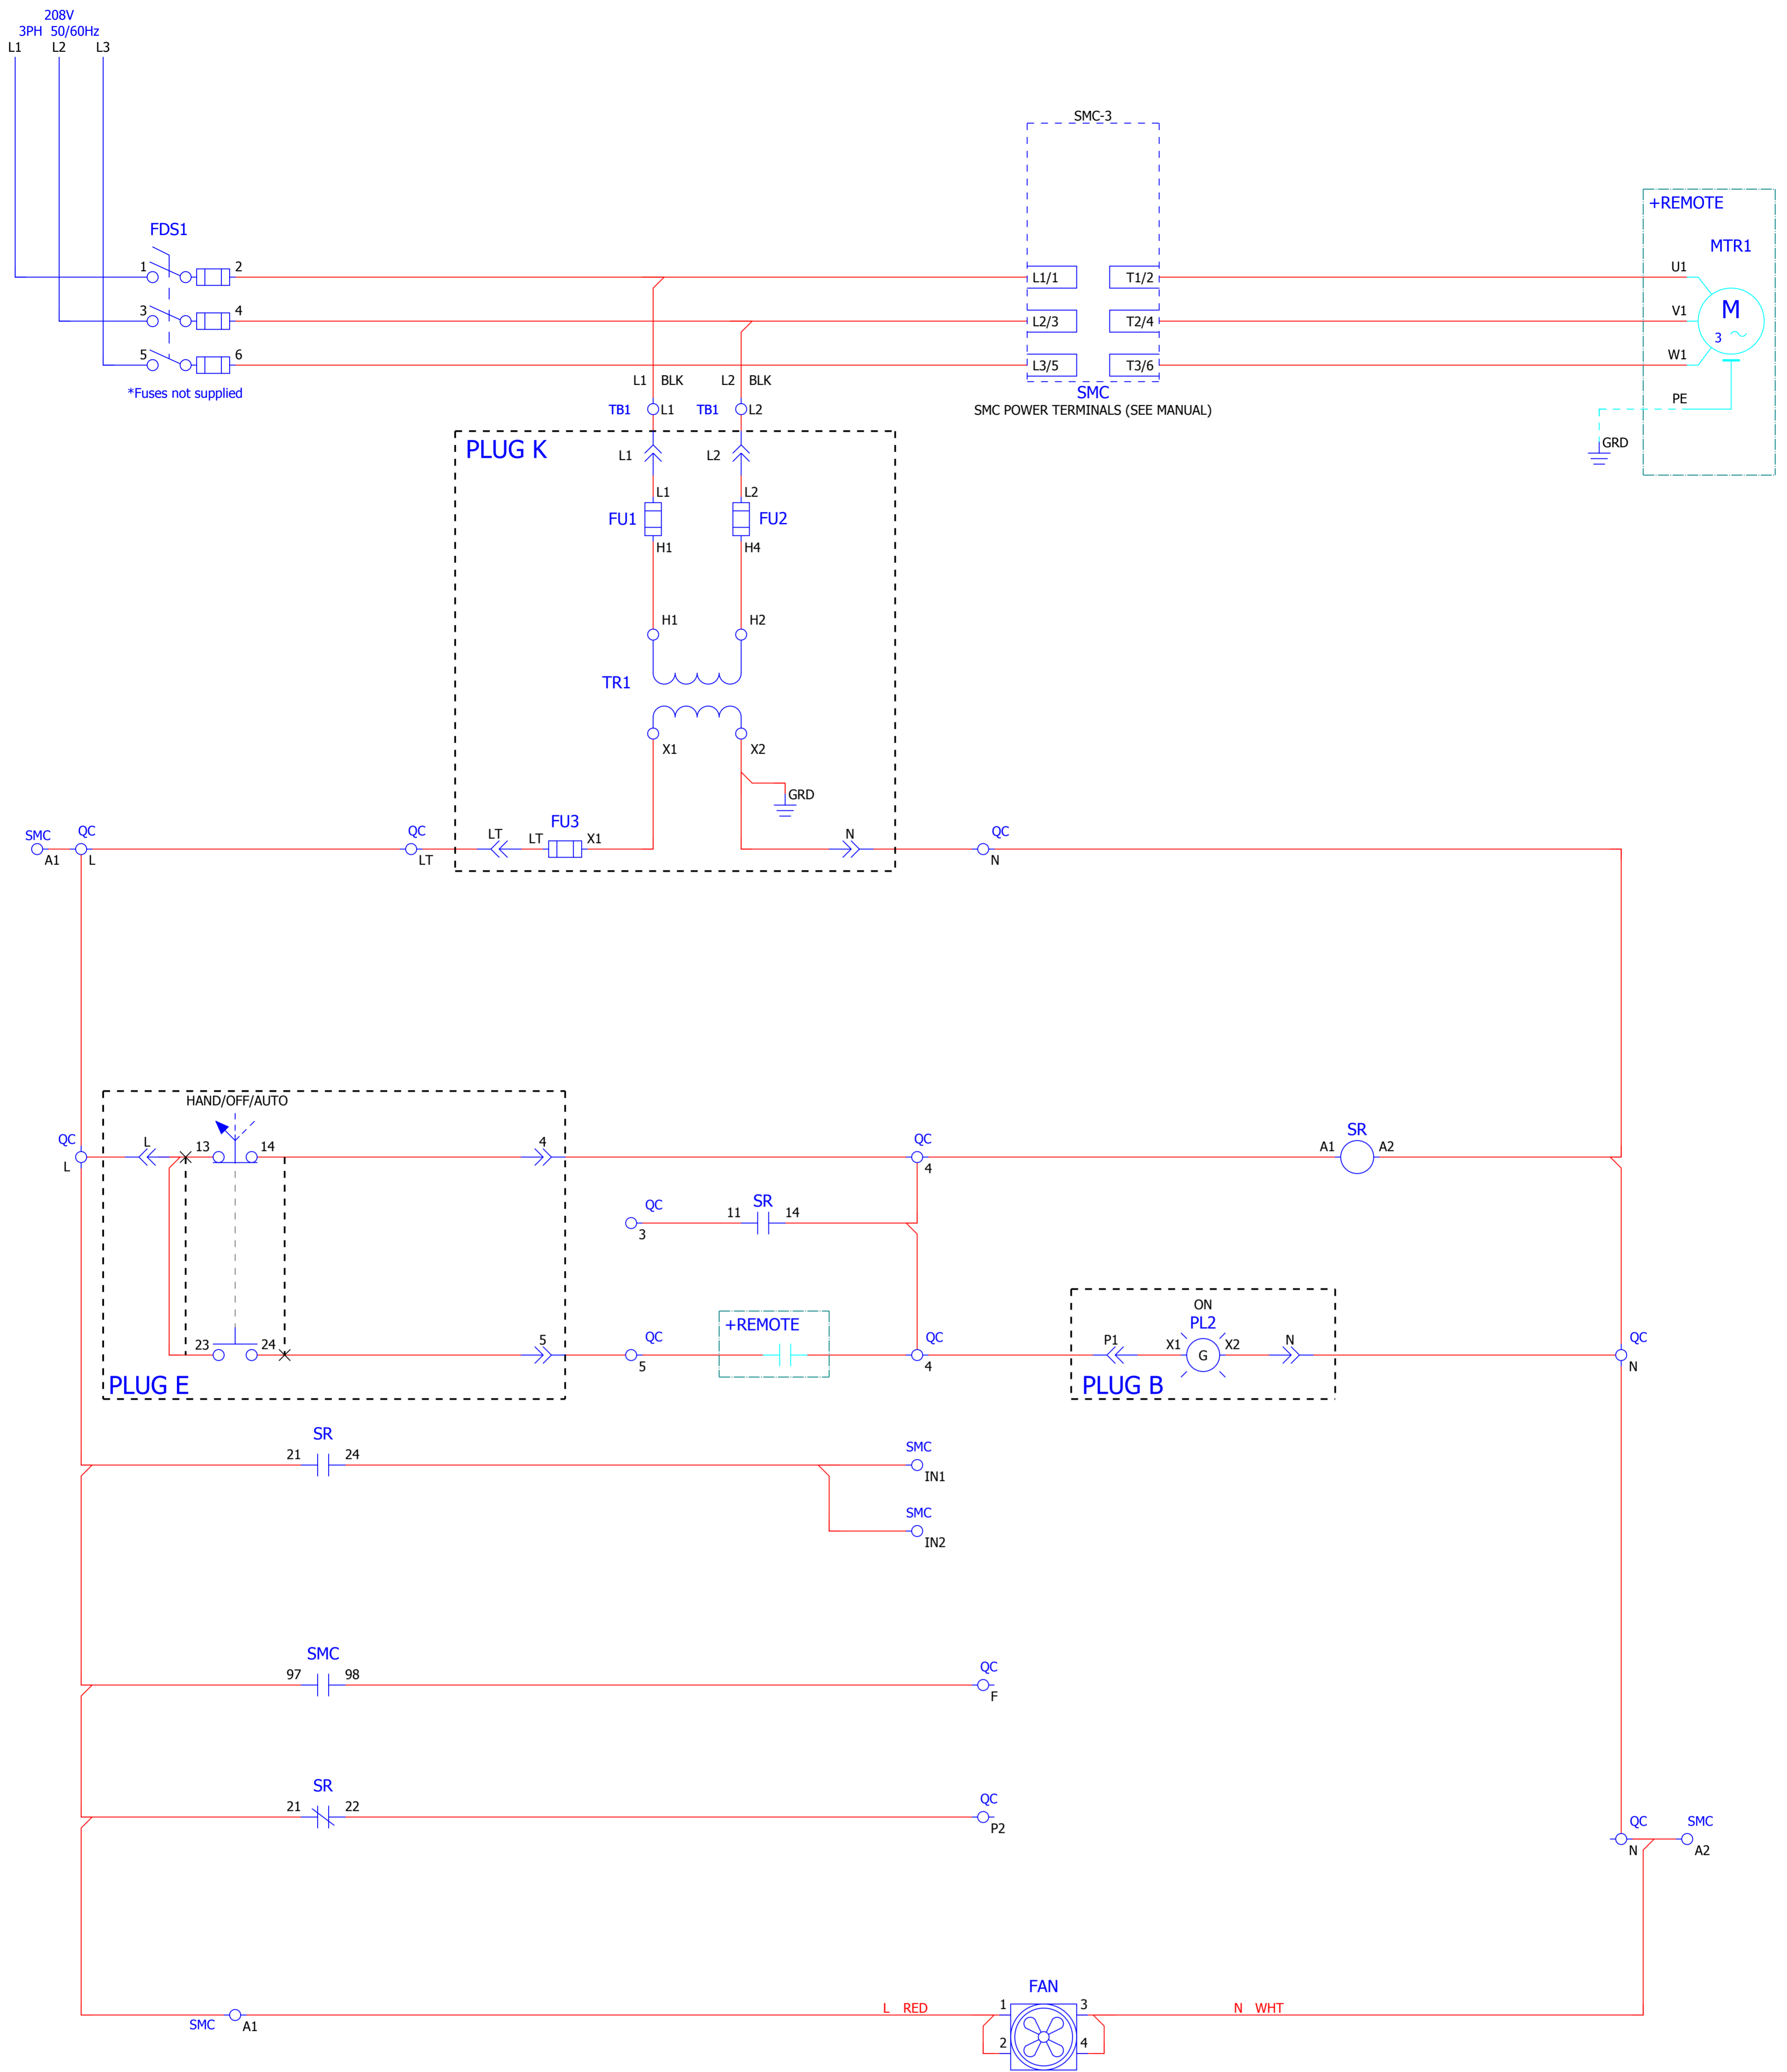 208V
3PH 50/60Hz
L1 L2 L3
SMC-3
+REMOTE
FDS1
MTR1
1 2 L1/1 T1/2 U1
3 4 L2/3 T2/4 V1 M
3
5 6 L3/5 T3/6 W1
*Fuses not supplied
L1 BLK L2 BLK
SMC
PE
TB1 L1 TB1 L2
SMC POWER TERMINALS (SEE MANUAL)
PLUG K
L1 L2
GRD
L1 L2
FU1 FU2
H1 H4
H1 H2
TR1
X1 X2
GRD
SMC QC QC FU3 QC
LT LT X1 N
A1 L LT N
HAND/OFF/AUTO
QC L 13 14 4 QC SR
A1 A2
L 4
QC SR
11 14
3
ON
+REMOTE PL2
23 24 5 QC QC P1 X1 X2 N QC
G
5 4 N
PLUG E PLUG B
SR SMC
21 24
IN1
SMC
IN2
SMC QC
97 98
F
SR QC
21 22
P2
QC SMC
N A2
FAN
L RED 1 3 N WHT
SMC A1
2 4